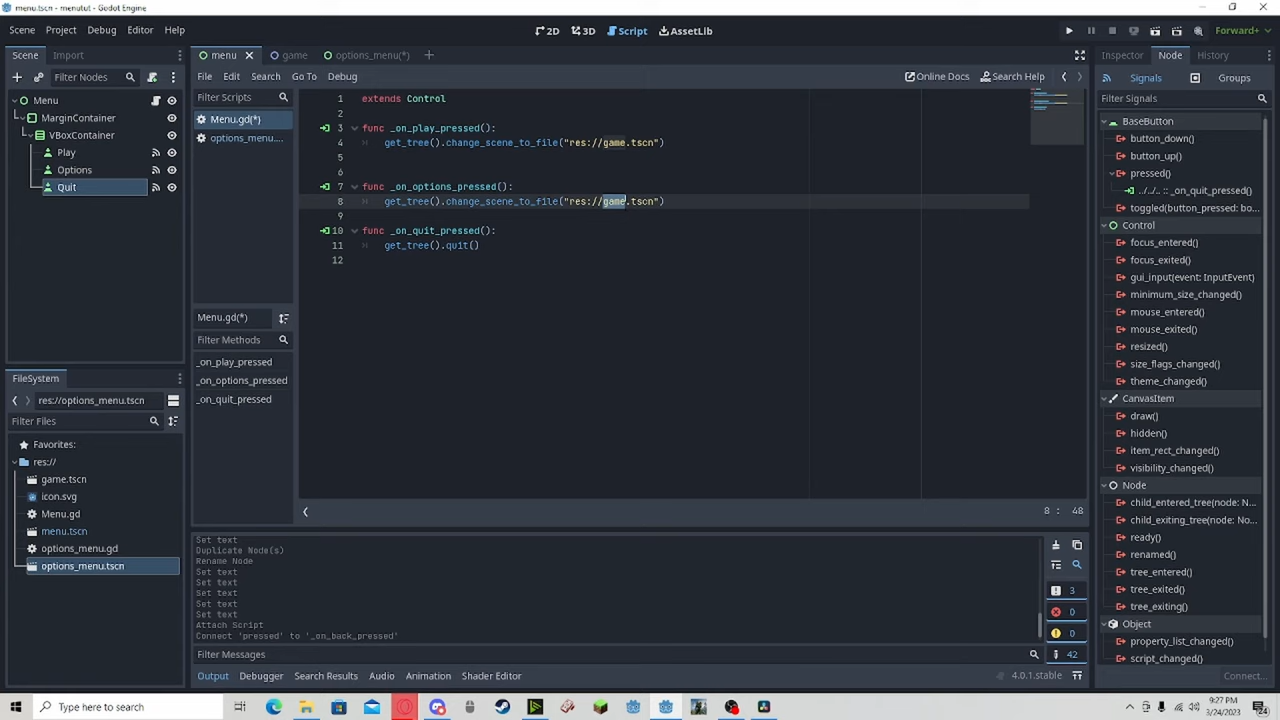 menu.tscn - menutut - Godot Engine
Scene Project Debug Editor Help
2D 3D Script AssetLib
Forward+
Scene Import
Filter Nodes
Menu
MarginContainer
VBoxContainer
Play
Options
Quit
FileSystem
res://options_menu.tscn
Filter Files
Favorites:
res://
game.tscn
icon.svg
Menu.gd
menu.tscn
options_menu.gd
options_menu.tscn
menu game options_menu(*)
File Edit Search Go To Debug
Online Docs Search Help
Filter Scripts
Menu.gd(*)
options_menu....
Menu.gd(*)
Filter Methods
_on_play_pressed
_on_options_pressed
_on_quit_pressed
1 extends Control
2
3 func _on_play_pressed():
4 get_tree().change_scene_to_file("res://game.tscn")
5
6
7 func _on_options_pressed():
8 get_tree().change_scene_to_file("res://game.tscn")
9
10 func _on_quit_pressed():
11 get_tree().quit()
12
8 : 48
Set text
Duplicate Node(s)
Rename Node
Set text
Set text
Set text
Set text
Set text
Attach Script
Connect 'pressed' to '_on_back_pressed'
3
0
0
42
Filter Messages
Output Debugger Search Results Audio Animation Shader Editor
4.0.1.stable
Inspector Node History
Signals Groups
Filter Signals
BaseButton
button_down()
button_up()
pressed()
../../.. :: _on_quit_pressed()
toggled(button_pressed: bo...
Control
focus_entered()
focus_exited()
gui_input(event: InputEvent)
minimum_size_changed()
mouse_entered()
mouse_exited()
resized()
size_flags_changed()
theme_changed()
CanvasItem
draw()
hidden()
item_rect_changed()
visibility_changed()
Node
child_entered_tree(node: N...
child_exiting_tree(node: No...
ready()
renamed()
tree_entered()
tree_exited()
tree_exiting()
Object
property_list_changed()
script_changed()
Connect...
Type here to search
9:27 PM
3/24/2023